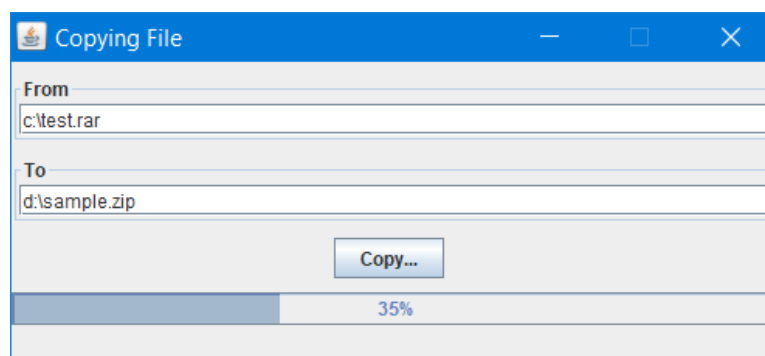 Copying File
From
c:\test.rar
To
d:\sample.zip
Copy...
35%